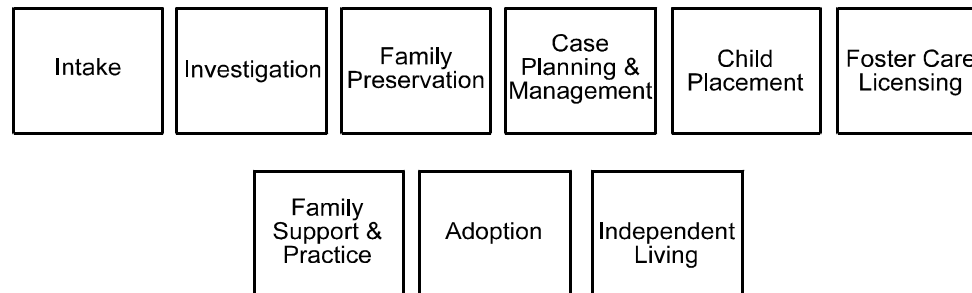 Intake
Investigation
Family
Preservation
Case
Planning &
Management
Child
Placement
Foster Care
Licensing
Family
Support &
Practice
Adoption
Independent
Living